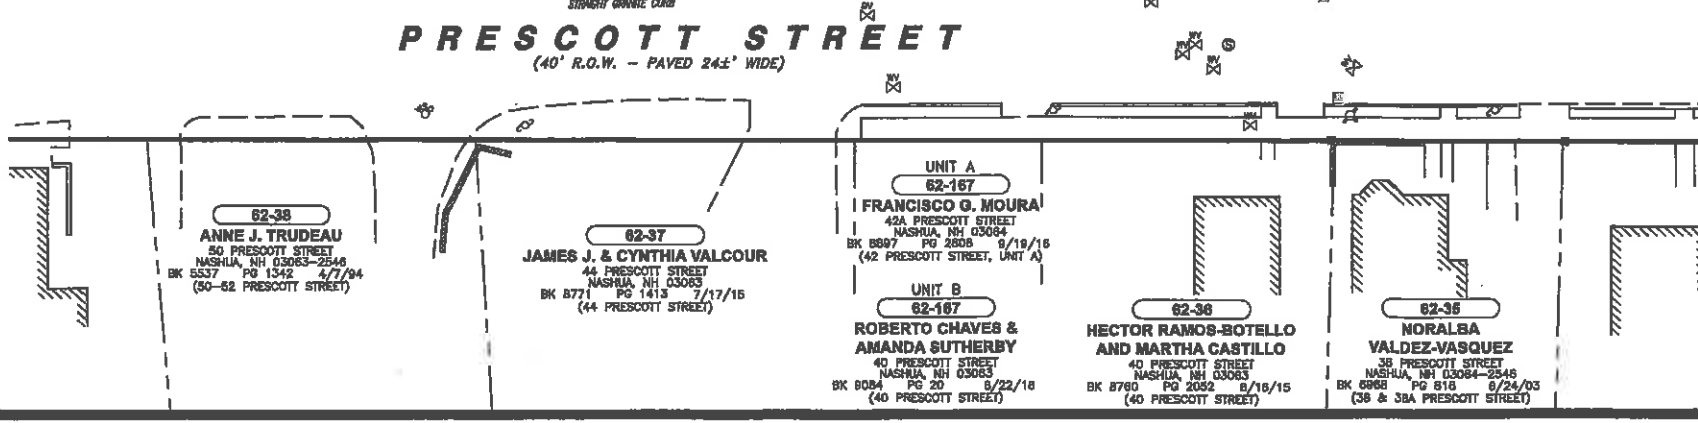 STRAIGHT GRANITE CURB
PRESCOTT STREET
(40' R.O.W. – PAVED 24±' WIDE)
62-38
ANNE J. TRUDEAU
50 PRESCOTT STREET
NASHUA, NH 03063-2546
BK 5537 PG 1342 4/7/94
(50-52 PRESCOTT STREET)
62-37
JAMES J. & CYNTHIA VALCOUR
44 PRESCOTT STREET
NASHUA, NH 03063
BK 8771 PG 1413 7/17/15
(44 PRESCOTT STREET)
UNIT A
62-167
FRANCISCO G. MOURA
42A PRESCOTT STREET
NASHUA, NH 03064
BK 8897 PG 2808 9/19/16
(42 PRESCOTT STREET, UNIT A)
UNIT B
62-167
ROBERTO CHAVES &
AMANDA SUTHERBY
40 PRESCOTT STREET
NASHUA, NH 03063
BK 9084 PG 20 6/22/18
(40 PRESCOTT STREET)
62-36
HECTOR RAMOS-BOTELLO
AND MARTHA CASTILLO
40 PRESCOTT STREET
NASHUA, NH 03063
BK 8760 PG 2052 6/16/15
(40 PRESCOTT STREET)
62-35
NORALBA
VALDEZ-VASQUEZ
38 PRESCOTT STREET
NASHUA, NH 03064-2546
BK 6968 PG 818 6/24/03
(38 & 38A PRESCOTT STREET)